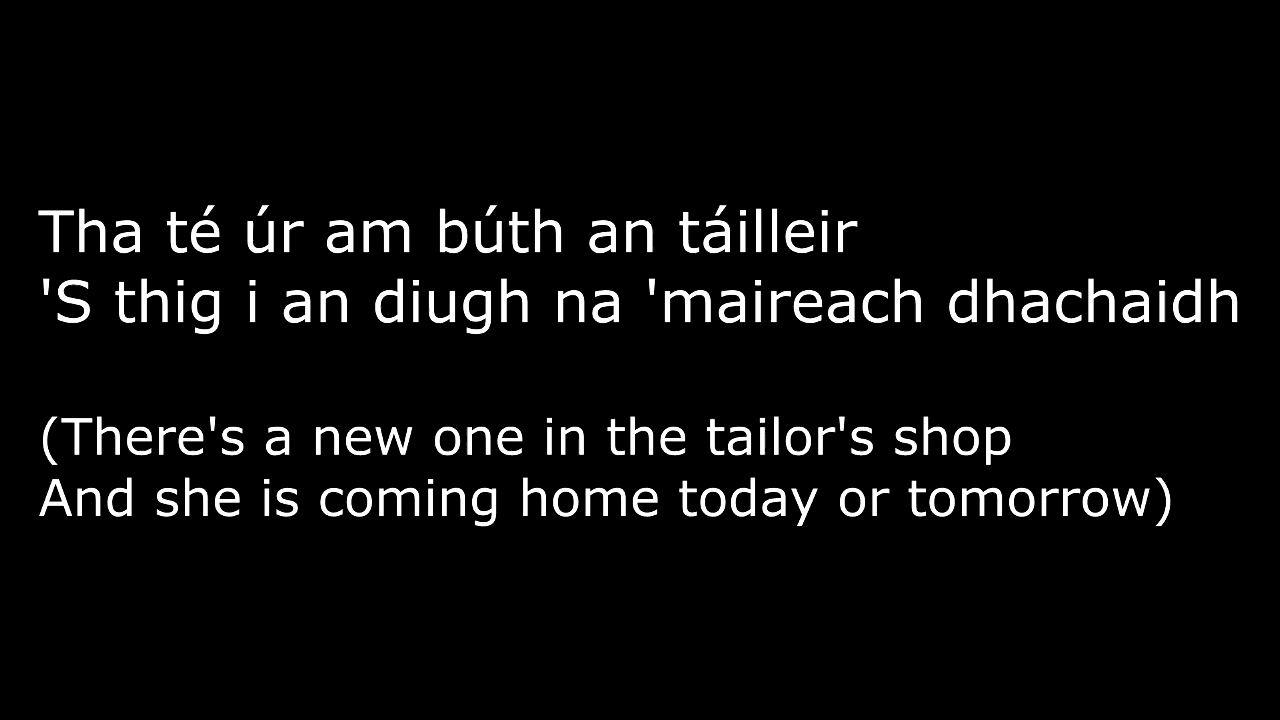 Tha té úr am búth an táilleir
'S thig i an diugh na 'maireach dhachaidh
(There's a new one in the tailor's shop
And she is coming home today or tomorrow)